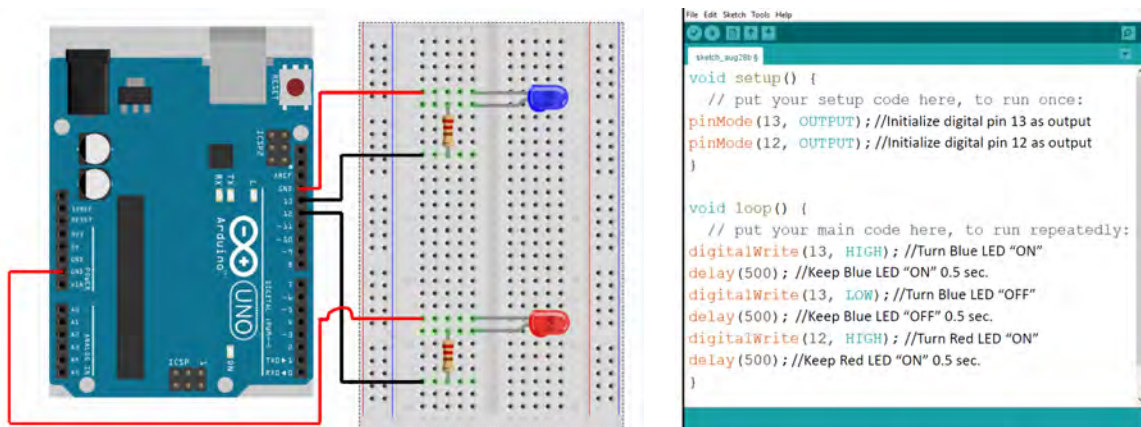 RESET
ICSP2
AREF
GND
13
12
~11
~10
~9
8
7
~6
~5
4
~3
2
TXD▶1
RXD◀0
L
TX
RX
Arduino™
UNO
ON
ICSP
1
IOREF
RESET
3V3
5V
GND
GND
VIN
POWER
A0
A1
A2
A3
A4
A5
ANALOG IN
File Edit Sketch Tools Help
sketch_aug28b §
void setup() {
// put your setup code here, to run once:
pinMode(13, OUTPUT); //Initialize digital pin 13 as output
pinMode(12, OUTPUT); //Initialize digital pin 12 as output
}
void loop() {
// put your main code here, to run repeatedly:
digitalWrite(13, HIGH); //Turn Blue LED “ON”
delay(500); //Keep Blue LED “ON” 0.5 sec.
digitalWrite(13, LOW); //Turn Blue LED “OFF”
delay(500); //Keep Blue LED “OFF” 0.5 sec.
digitalWrite(12, HIGH); //Turn Red LED “ON”
delay(500); //Keep Red LED “ON” 0.5 sec.
}